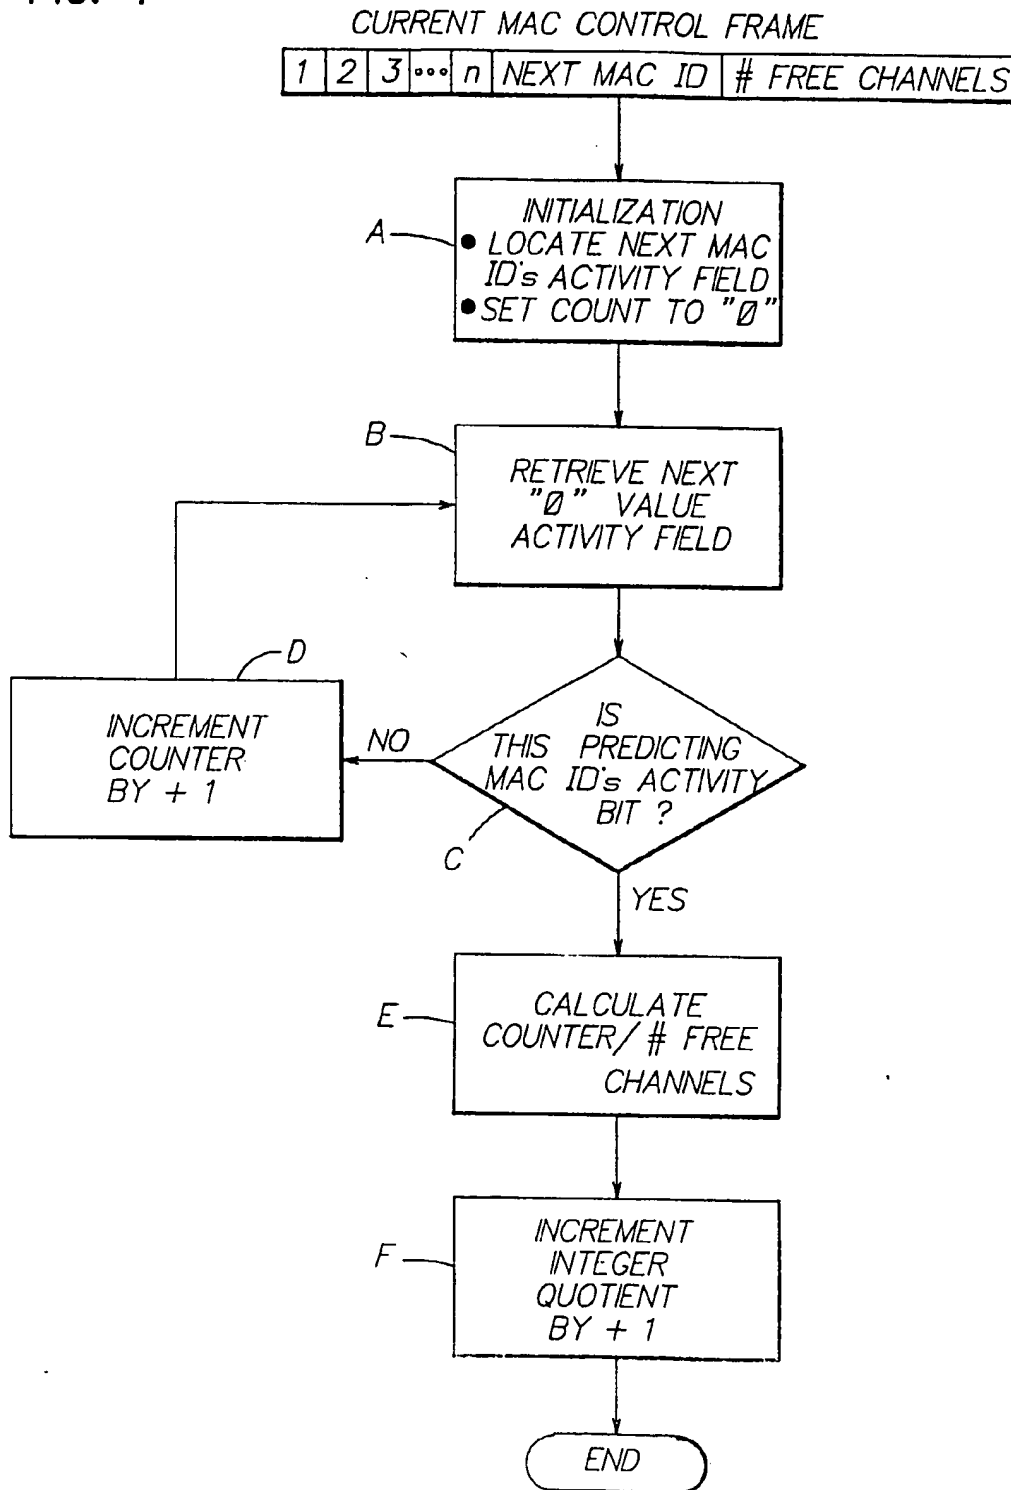 CURRENT MAC CONTROL FRAME
1 2 3 ••• n NEXT MAC ID # FREE CHANNELS
INITIALIZATION
A
● LOCATE NEXT MAC
ID's ACTIVITY FIELD
● SET COUNT TO "0"
B
RETRIEVE NEXT
"0" VALUE
ACTIVITY FIELD
D
INCREMENT
COUNTER
BY + 1
NO
IS
THIS PREDICTING
MAC ID's ACTIVITY
BIT ?
C
YES
E
CALCULATE
COUNTER/ # FREE
CHANNELS
F
INCREMENT
INTEGER
QUOTIENT
BY + 1
END